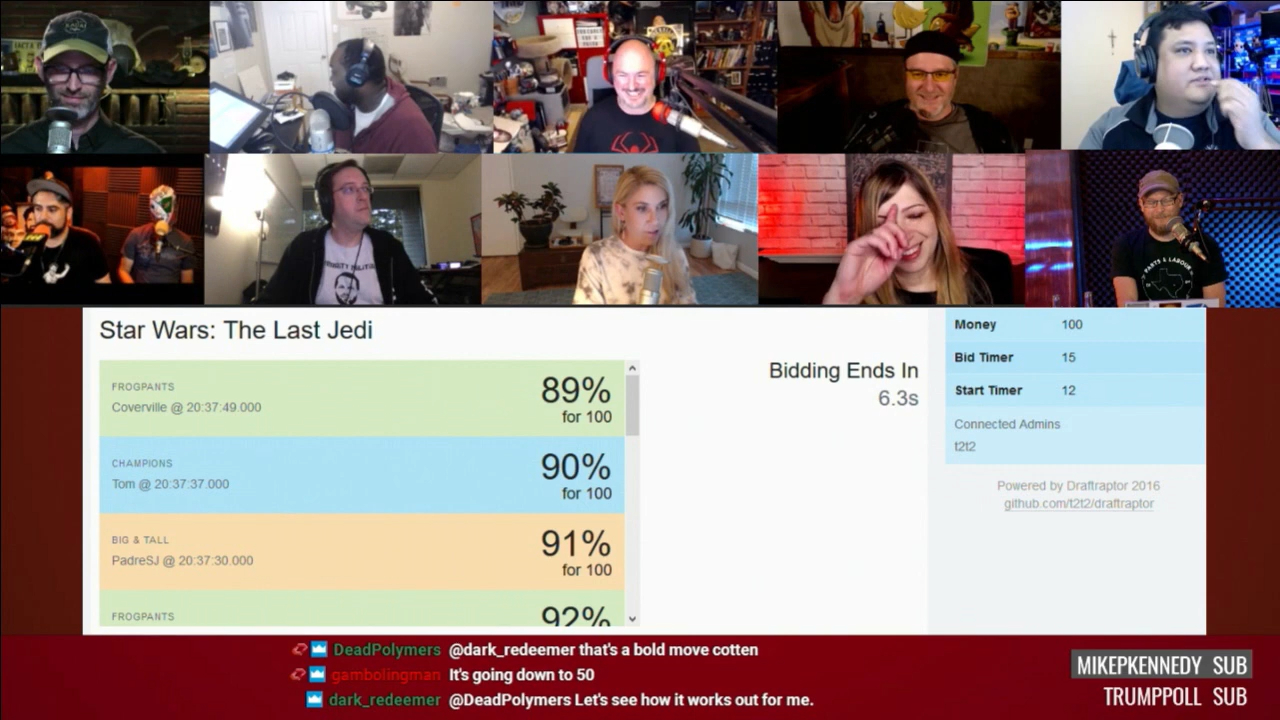 Star Wars: The Last Jedi
FROGPANTS
Coverville @ 20:37:49.000
89%
for 100
CHAMPIONS
Tom @ 20:37:37.000
90%
for 100
BIG & TALL
PadreSJ @ 20:37:30.000
91%
for 100
FROGPANTS
92%
Bidding Ends In
6.3s
Money 100
Bid Timer 15
Start Timer 12
Connected Admins
t2t2
Powered by Draftraptor 2016
github.com/t2t2/draftraptor
PARTS & LABOUR
DeadPolymers @dark_redeemer that's a bold move cotten
gambolingman It's going down to 50
dark_redeemer @DeadPolymers Let's see how it works out for me.
MIKEPKENNEDY SUB
TRUMPPOLL SUB